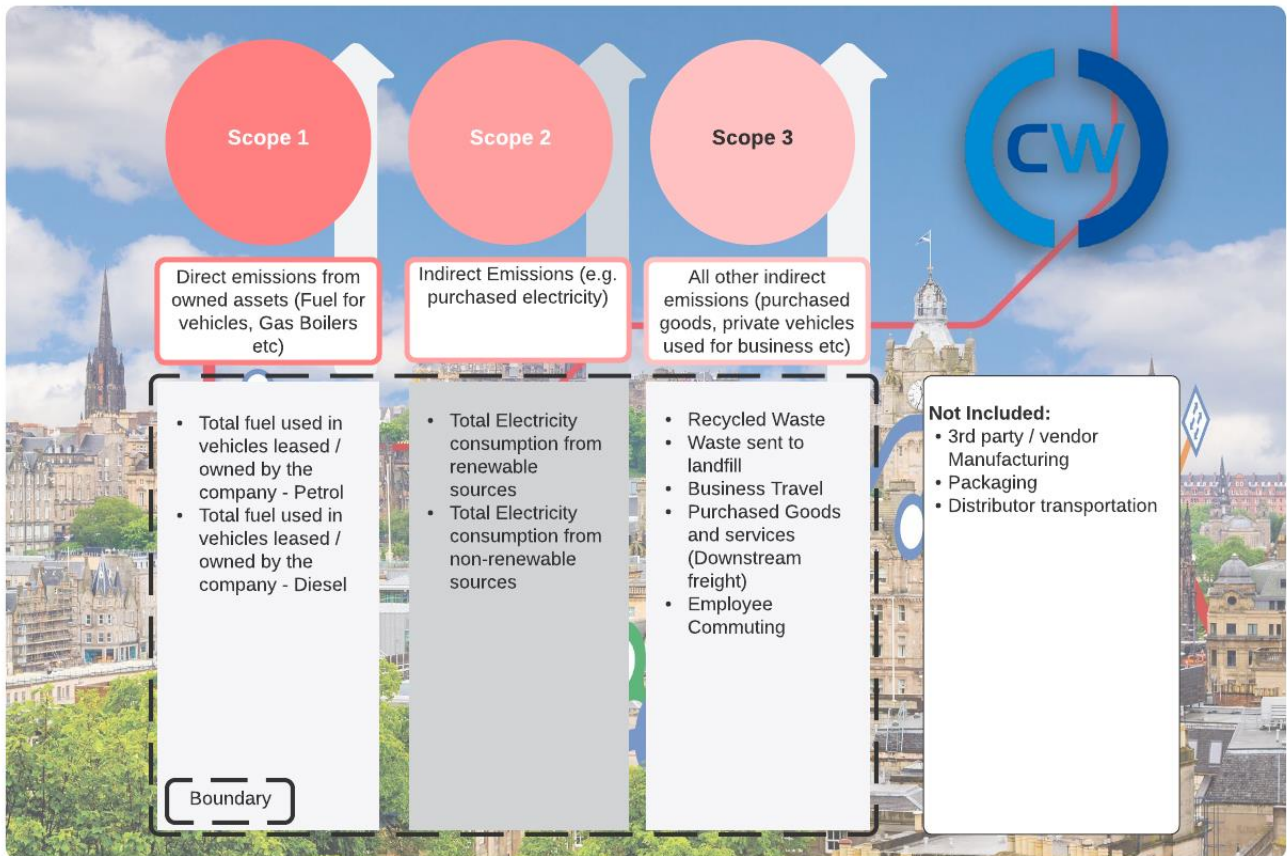 Scope 1
Scope 2
Scope 3
CW
Direct emissions from
owned assets (Fuel for
vehicles, Gas Boilers
etc)
Indirect Emissions (e.g.
purchased electricity)
All other indirect
emissions (purchased
goods, private vehicles
used for business etc)
• Total fuel used in
vehicles leased /
owned by the
company - Petrol
• Total fuel used in
vehicles leased /
owned by the
company - Diesel
• Total Electricity
consumption from
renewable
sources
• Total Electricity
consumption from
non-renewable
sources
• Recycled Waste
• Waste sent to
landfill
• Business Travel
• Purchased Goods
and services
(Downstream
freight)
• Employee
Commuting
Not Included:
• 3rd party / vendor
Manufacturing
• Packaging
• Distributor transportation
Boundary